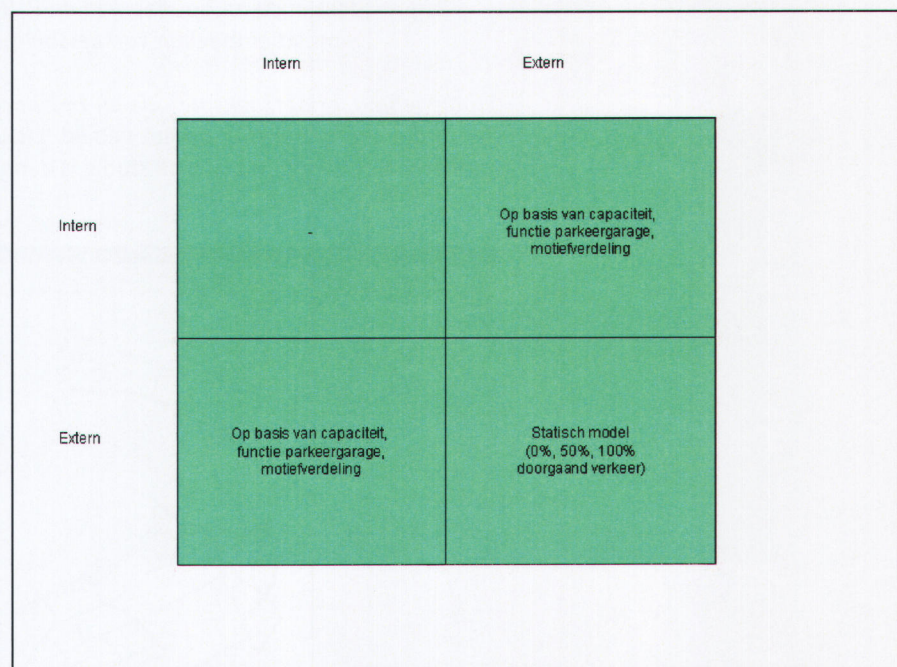 Intern Extern
Intern
-
Op basis van capaciteit,
functie parkeergarage,
motiefverdeling
Extern
Op basis van capaciteit,
functie parkeergarage,
motiefverdeling
Statisch model
(0%, 50%, 100%
doorgaand verkeer)